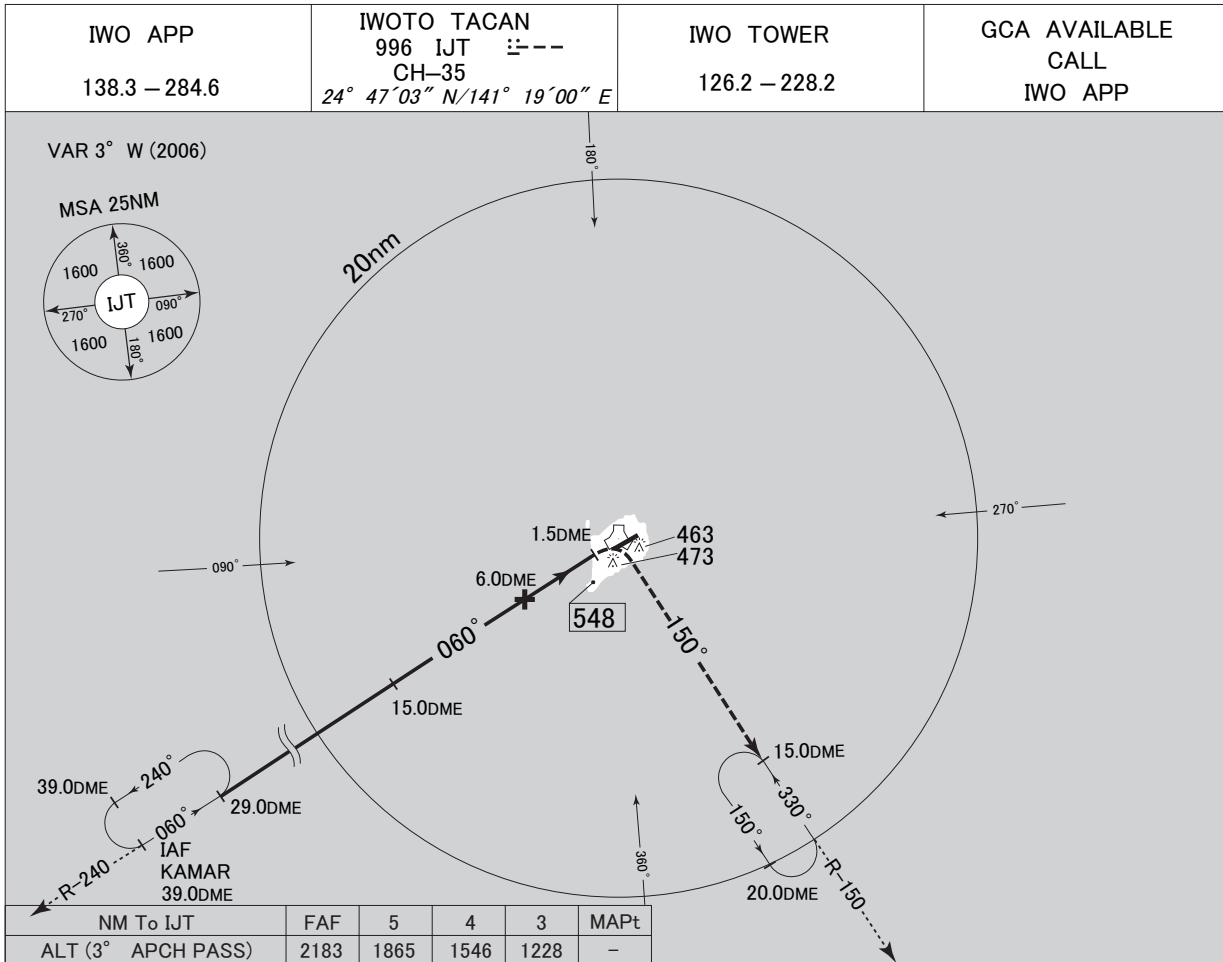 IWO APP
138.3 – 284.6
IWOTO TACAN
996 IJT
CH–35
24° 47´03″ N/141° 19´00″ E
IWO TOWER
126.2 – 228.2
GCA AVAILABLE
CALL
IWO APP
VAR 3° W (2006)
MSA 25NM
360°
1600
1600
IJT
270°
090°
1600
1600
180°
180°
20nm
270°
090°
1.5DME
463
473
6.0DME
548
060°
150°
15.0DME
15.0DME
39.0DME
240°
29.0DME
060°
330°
150°
IAF
KAMAR
39.0DME
R-240
360°
20.0DME
R-150
NM To IJT FAF 5 4 3 MAPt
ALT (3° APCH PASS) 2183 1865 1546 1228 –